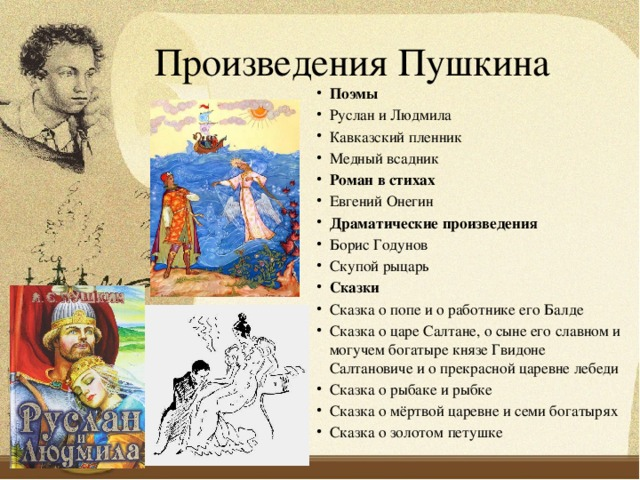 Произведения Пушкина
• Поэмы
• Руслан и Людмила
• Кавказский пленник
• Медный всадник
• Роман в стихах
• Евгений Онегин
• Драматические произведения
• Борис Годунов
• Скупой рыцарь
• Сказки
• Сказка о попе и о работнике его Балде
• Сказка о царе Салтане, о сыне его славном и
могучем богатыре князе Гвидоне
Салтановиче и о прекрасной царевне лебеди
• Сказка о рыбаке и рыбке
• Сказка о мёртвой царевне и семи богатырях
• Сказка о золотом петушке
А. С. ПУШКИН
Руслан
и
Людмила